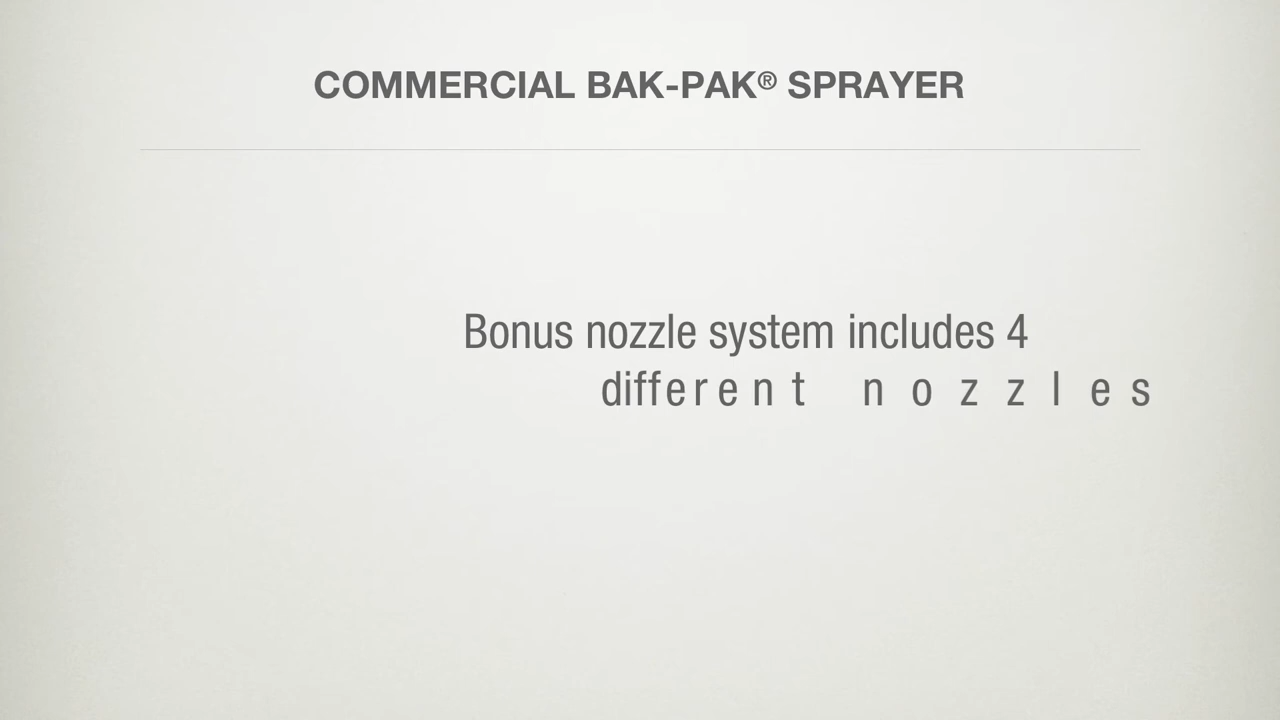 COMMERCIAL BAK-PAK® SPRAYER
Bonus nozzle system includes 4
different nozzles